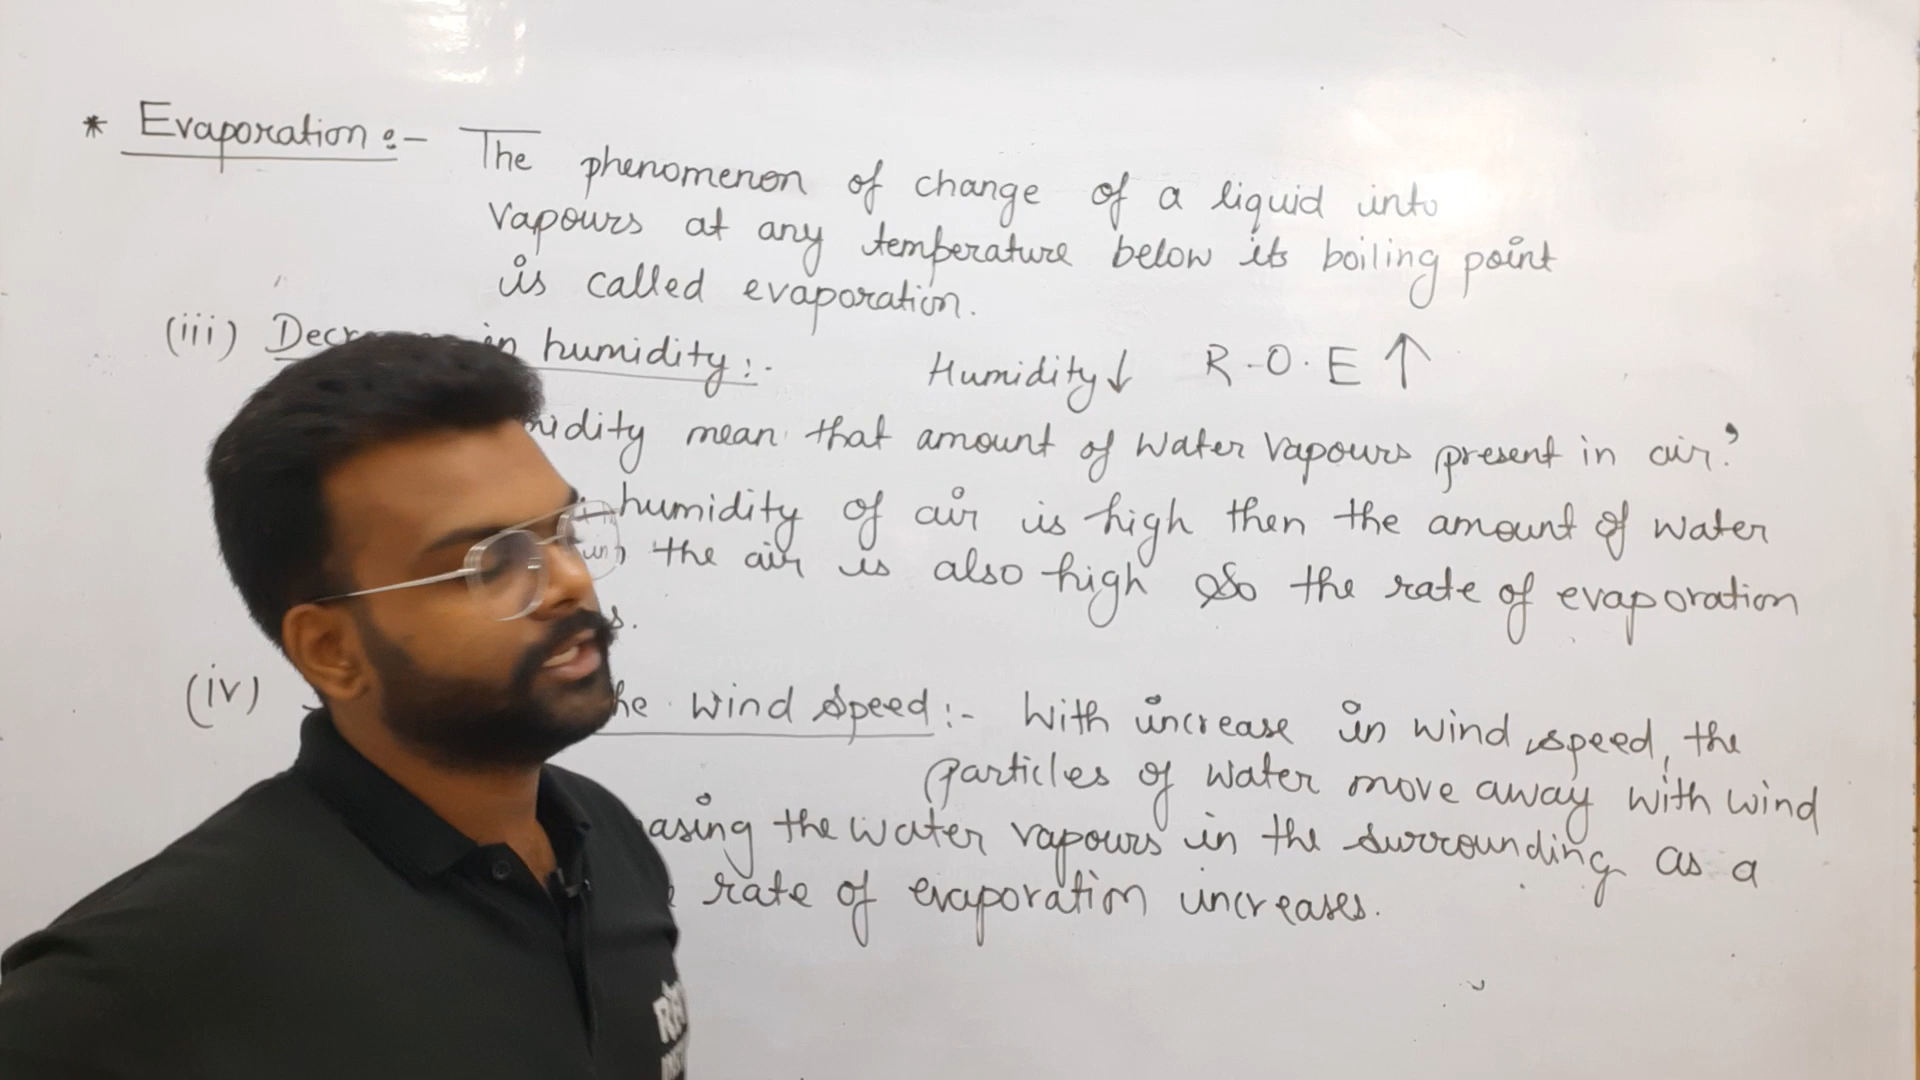 * Evaporation :- The phenomenon of change of a liquid into
vapours at any temperature below its boiling point
is called evaporation.
(iii) in humidity :- Humidity ↓ R.O.E ↑
mean that amount of water vapours present in air.
humidity of air is high then the amount of water
the air is also high So the rate of evaporation
(iv) wind speed :- With increase in wind speed, the
particles of water move away with wind
the water vapours in the surrounding as a
rate of evaporation increases.